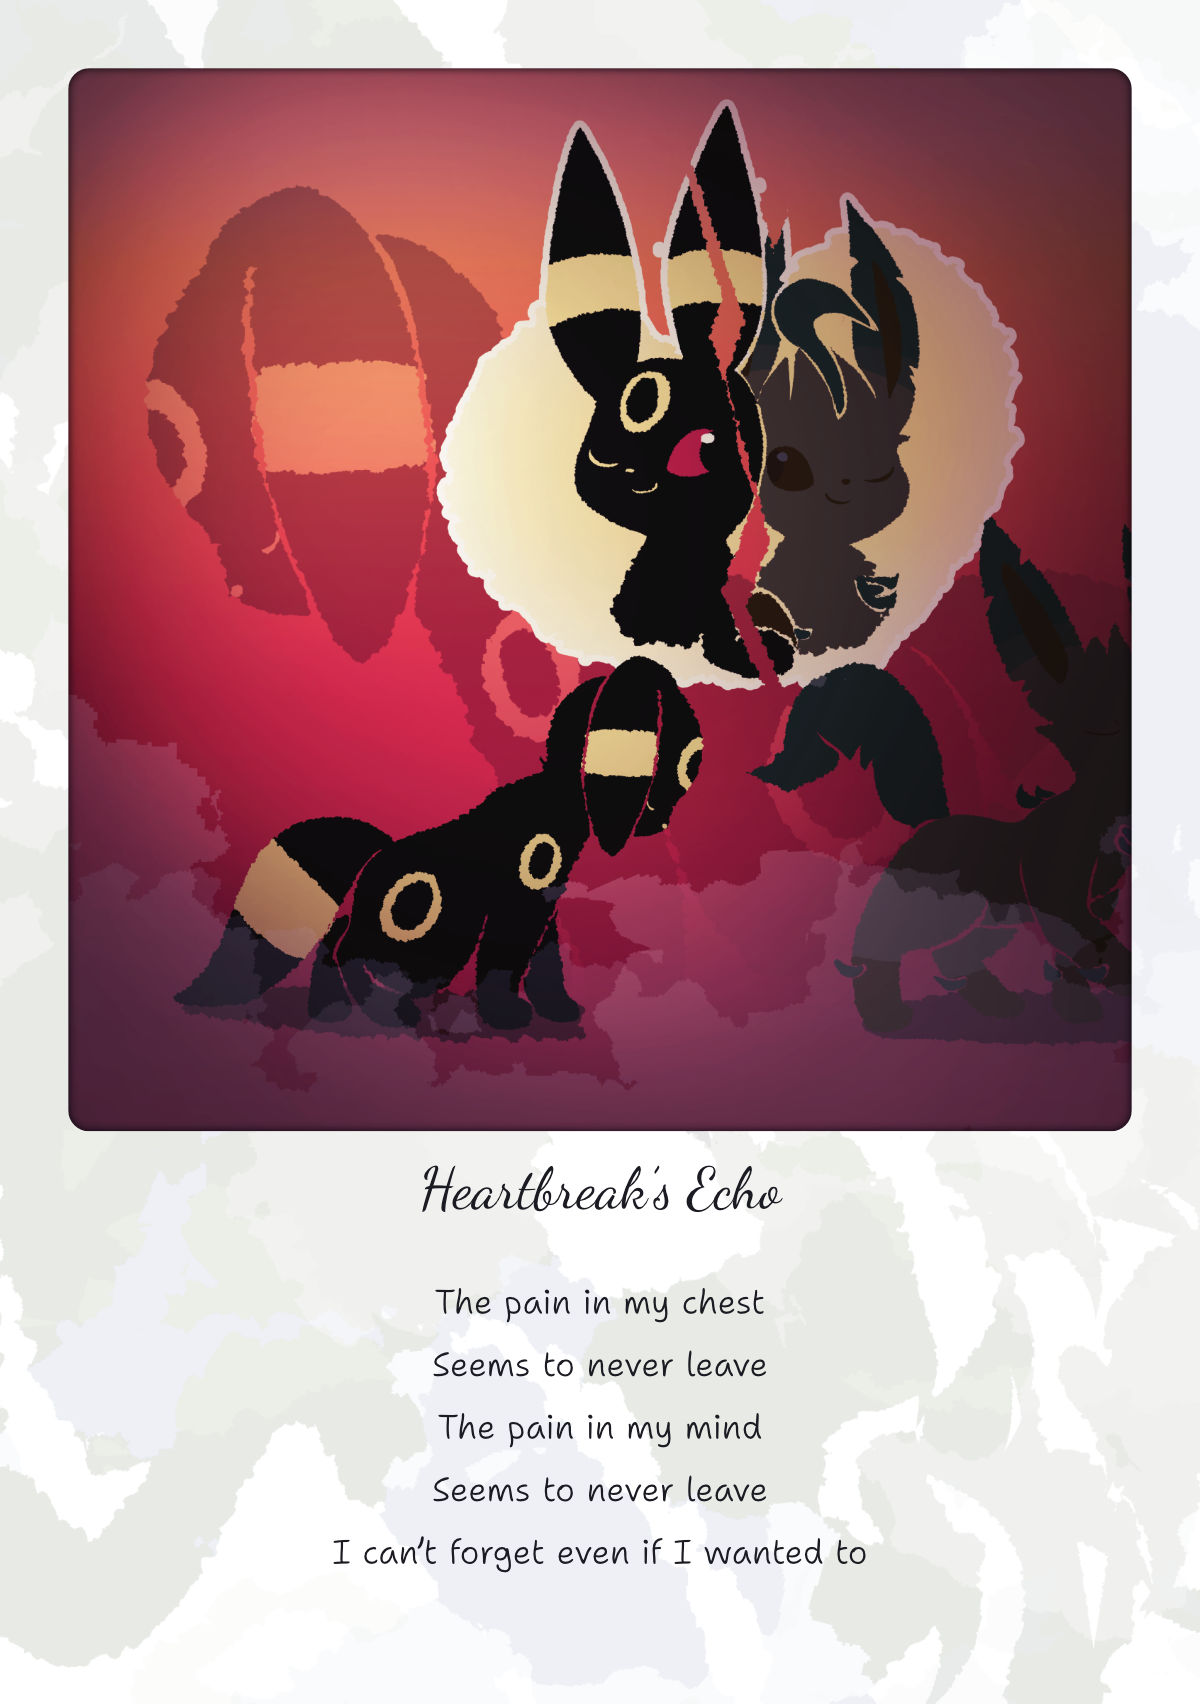 Heartbreak's Echo
The pain in my chest
Seems to never leave
The pain in my mind
Seems to never leave
I can't forget even if I wanted to